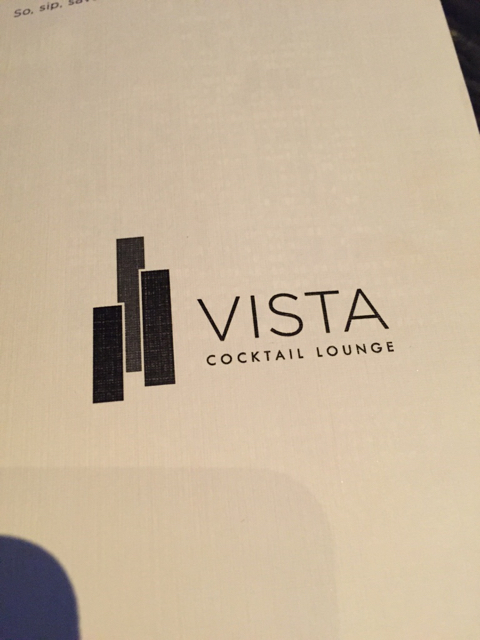 So, sip,
VISTA
COCKTAIL LOUNGE